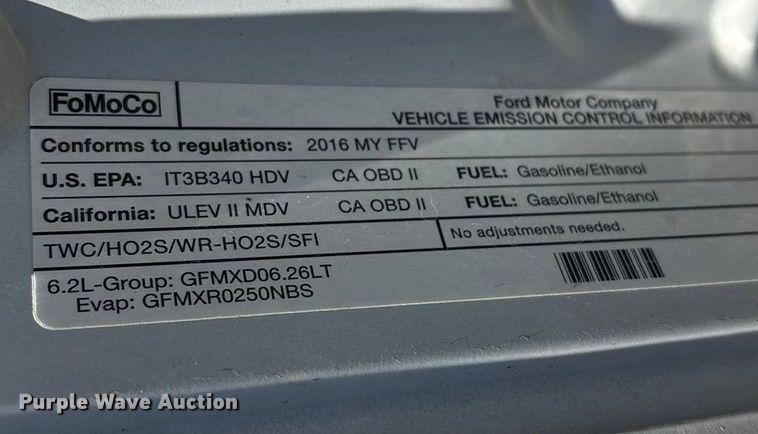 FoMoCo
Ford Motor Company
VEHICLE EMISSION CONTROL INFORMATION
Conforms to regulations: 2016 MY FFV
U.S. EPA: IT3B340 HDV CA OBD II FUEL: Gasoline/Ethanol
California: ULEV II MDV CA OBD II FUEL: Gasoline/Ethanol
TWC/HO2S/WR-HO2S/SFI No adjustments needed.
6.2L-Group: GFMXD06.26LT
Evap: GFMXR0250NBS
Purple Wave Auction